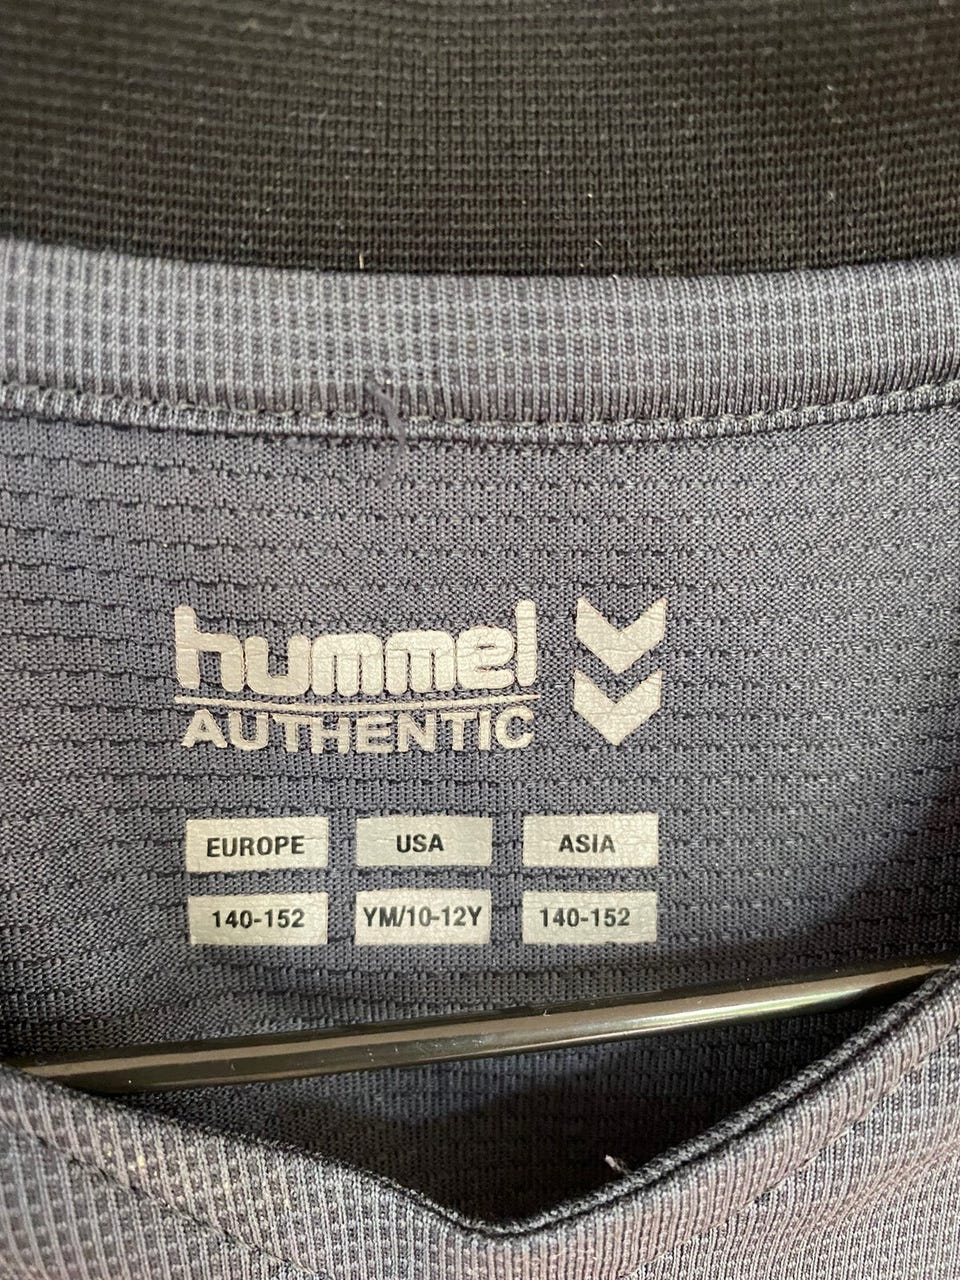 hummel
AUTHENTIC
EUROPE USA ASIA
140-152 YM/10-12Y 140-152